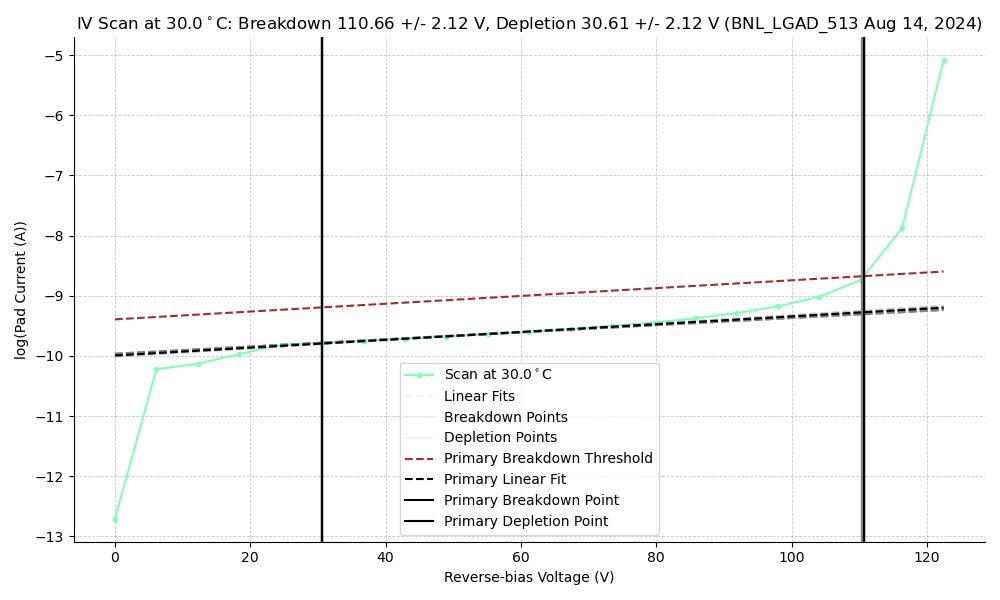 IV Scan at 30.0°C: Breakdown 110.66 +/- 2.12 V, Depletion 30.61 +/- 2.12 V (BNL_LGAD_513 Aug 14, 2024)
−5
−6
−7
−8
−9
−10
−11
−12
−13
log(Pad Current (A))
Scan at 30.0°C
Linear Fits
Breakdown Points
Depletion Points
Primary Breakdown Threshold
Primary Linear Fit
Primary Breakdown Point
Primary Depletion Point
0 20 40 60 80 100 120
Reverse-bias Voltage (V)